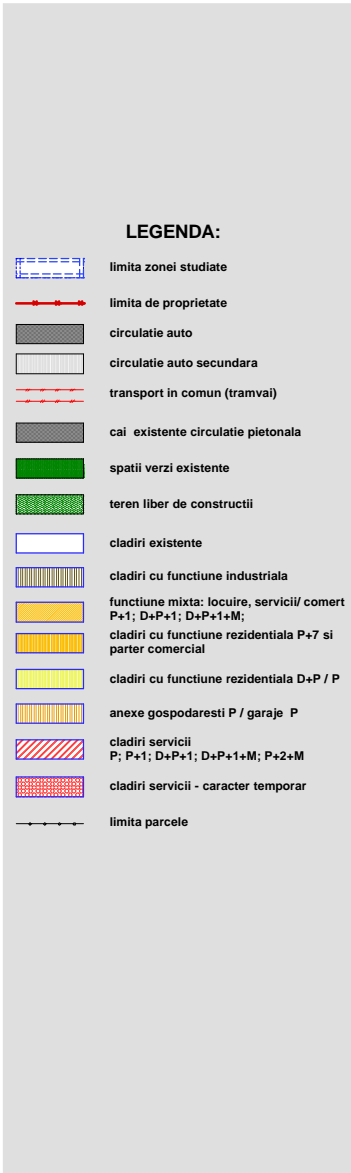 LEGENDA:
limita zonei studiate
limita de proprietate
circulatie auto
circulatie auto secundara
transport in comun (tramvai)
cai existente circulatie pietonala
spatii verzi existente
teren liber de constructii
cladiri existente
cladiri cu functiune industriala
functiune mixta: locuire, servicii/ comert
P+1; D+P+1; D+P+1+M;
cladiri cu functiune rezidentiala P+7 si
parter comercial
cladiri cu functiune rezidentiala D+P / P
anexe gospodaresti P / garaje P
cladiri servicii
P; P+1; D+P+1; D+P+1+M; P+2+M
cladiri servicii - caracter temporar
limita parcele